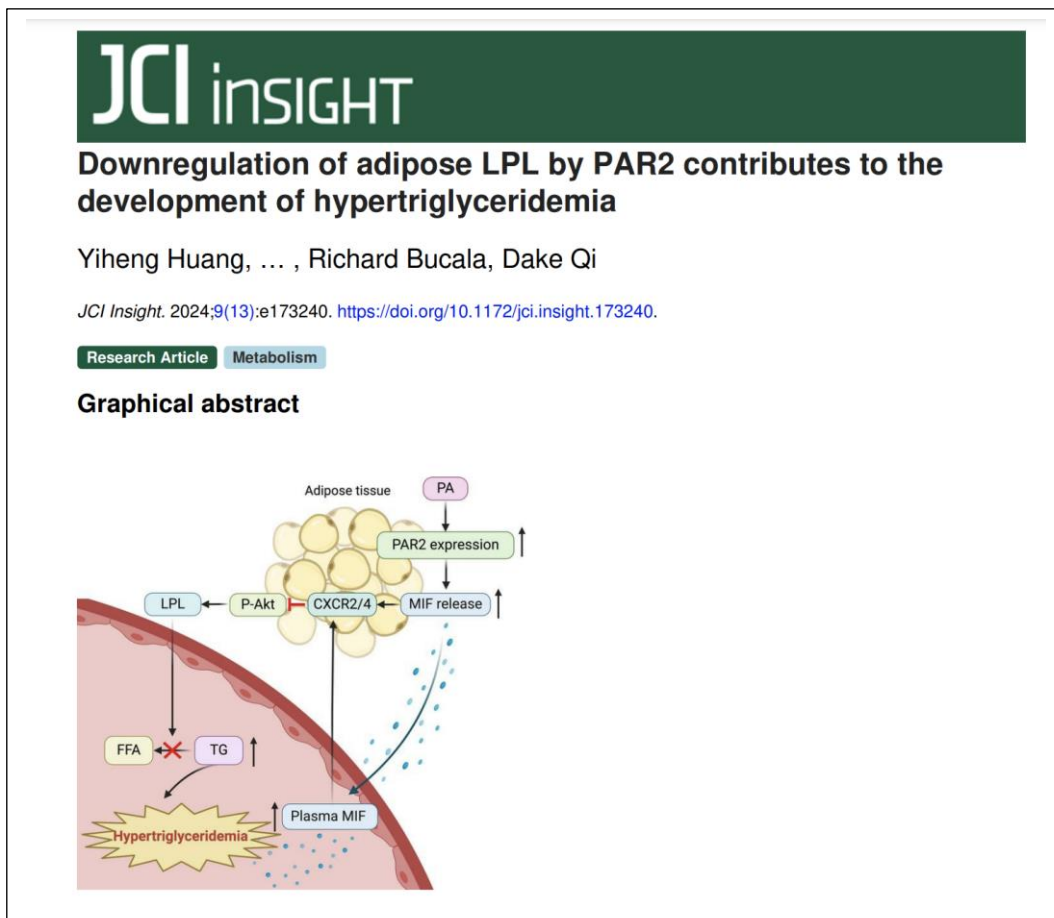 JCI insight
Downregulation of adipose LPL by PAR2 contributes to the
development of hypertriglyceridemia
Yiheng Huang, … , Richard Bucala, Dake Qi
JCI Insight. 2024;9(13):e173240. https://doi.org/10.1172/jci.insight.173240.
Research Article Metabolism
Graphical abstract
Adipose tissue
PA
PAR2 expression
LPL
P-Akt
CXCR2/4
MIF release
FFA
TG
Plasma MIF
Hypertriglyceridemia